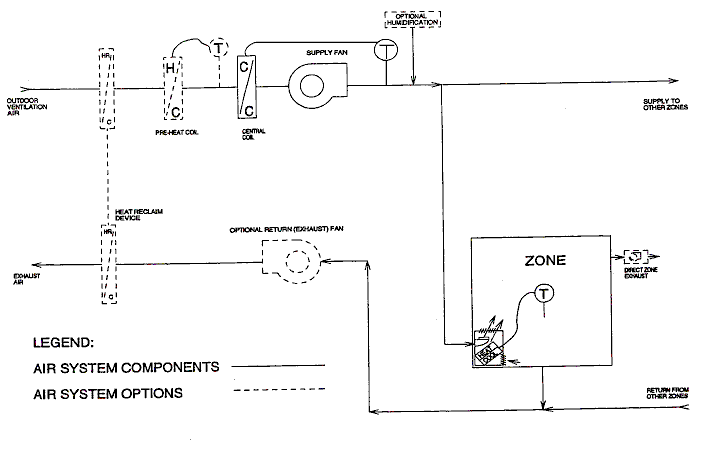 OPTIONAL
HUMIDIFICATION
HR
H
T
C
SUPPLY FAN
T
C
C
C
OUTDOOR
VENTILATION
AIR
PRE-HEAT COIL
CENTRAL
COIL
SUPPLY TO
OTHER ZONES
HEAT RECLAIM
DEVICE
HR
OPTIONAL RETURN (EXHAUST) FAN
ZONE
EXHAUST
AIR
C
DIRECT ZONE
EXHAUST
T
LEGEND:
AIR SYSTEM COMPONENTS
AIR SYSTEM OPTIONS
RETURN FROM
OTHER ZONES